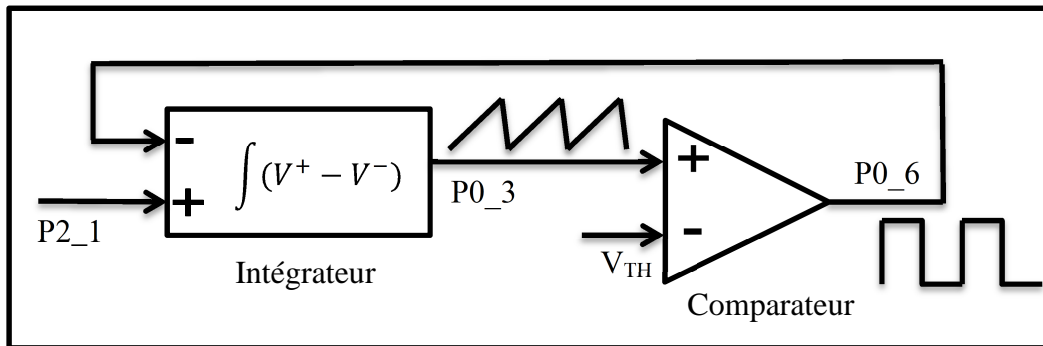 -
∫(V⁺ − V⁻)
+
P2_1
Intégrateur
P0_3
+
-
V_TH
Comparateur
P0_6